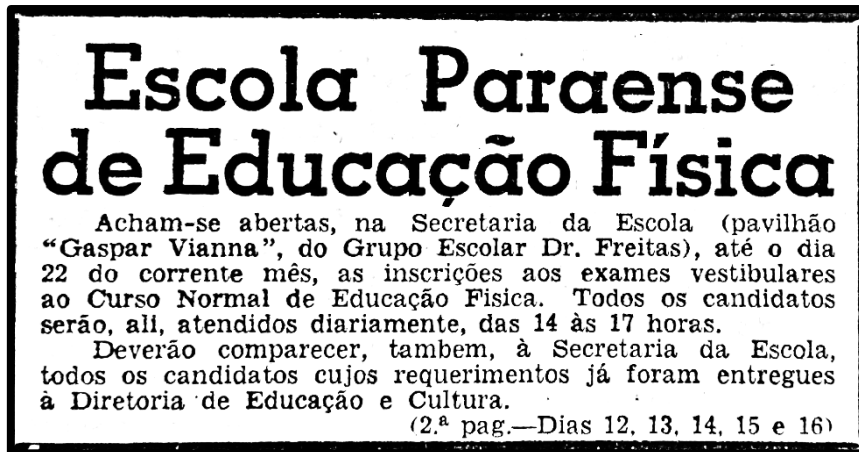 Escola Paraense
de Educação Física
Acham-se abertas, na Secretaria da Escola (pavilhão
"Gaspar Vianna", do Grupo Escolar Dr. Freitas), até o dia
22 do corrente mês, as inscrições aos exames vestibulares
ao Curso Normal de Educação Fisica. Todos os candidatos
serão, ali, atendidos diariamente, das 14 às 17 horas.
Deverão comparecer, tambem, à Secretaria da Escola,
todos os candidatos cujos requerimentos já foram entregues
à Diretoria de Educação e Cultura.
(2.ª pag.—Dias 12, 13, 14, 15 e 16)